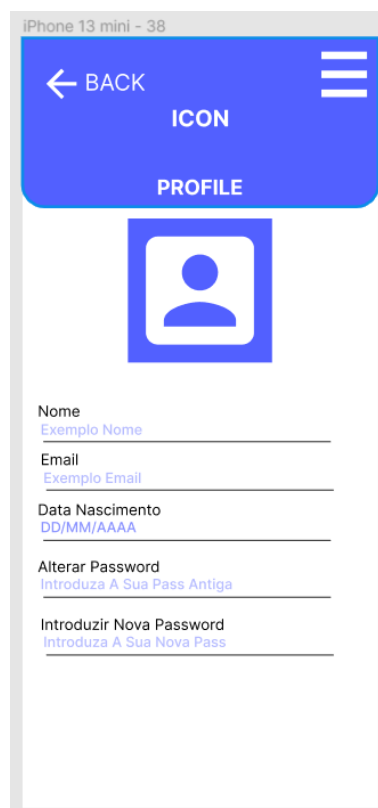 iPhone 13 mini - 38
BACK
ICON
PROFILE
Nome
Exemplo Nome
Email
Exemplo Email
Data Nascimento
DD/MM/AAAA
Alterar Password
Introduza A Sua Pass Antiga
Introduzir Nova Password
Introduza A Sua Nova Pass